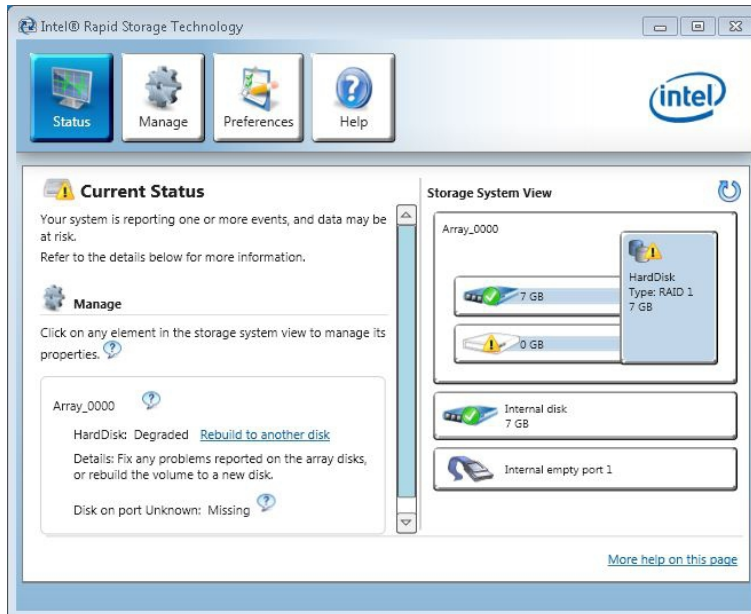 Intel® Rapid Storage Technology
Status
Manage
Preferences
Help
intel
Current Status
Your system is reporting one or more events, and data may be
at risk.
Refer to the details below for more information.
Manage
Click on any element in the storage system view to manage its
properties.
Array_0000
HardDisk: Degraded Rebuild to another disk
Details: Fix any problems reported on the array disks,
or rebuild the volume to a new disk.
Disk on port Unknown: Missing
Storage System View
Array_0000
7 GB
0 GB
HardDisk
Type: RAID 1
7 GB
Internal disk
7 GB
Internal empty port 1
More help on this page